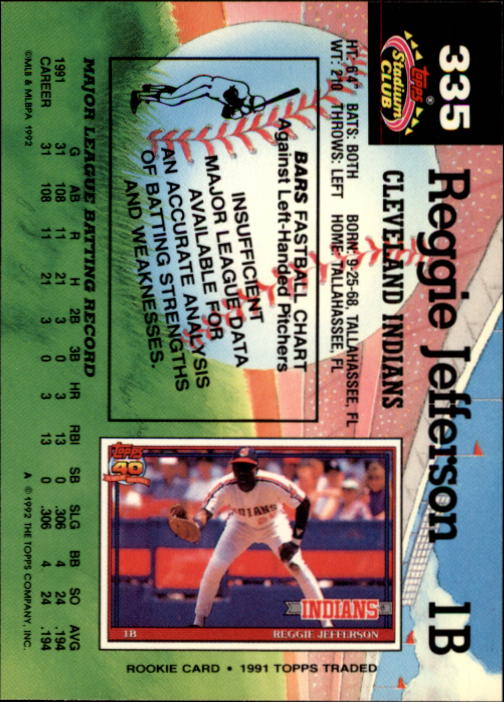 335
Topps®
Stadium
CLUB
Reggie Jefferson 1B
CLEVELAND INDIANS
HT: 6'4" BATS: BOTH BORN: 9-25-68, TALLAHASSEE, FL
WT: 210 THROWS: LEFT HOME: TALLAHASSEE, FL
BARS FASTBALL CHART
Against Left-Handed Pitchers
INSUFFICIENT
MAJOR LEAGUE DATA
AVAILABLE FOR
AN ACCURATE ANALYSIS
OF BATTING STRENGTHS
AND WEAKNESSES.
Topps
40
INDIANS
INDIANS
1B REGGIE JEFFERSON
ROOKIE CARD • 1991 TOPPS TRADED
MAJOR LEAGUE BATTING RECORD
G AB R H 2B 3B HR RBI SB SLG BB SO AVG
1991 31 108 11 21 3 0 3 13 0 .306 4 24 .194
CAREER 31 108 11 21 3 0 3 13 0 .306 4 24 .194
©MLB & MLBPA 1992 A © 1992 THE TOPPS COMPANY, INC.